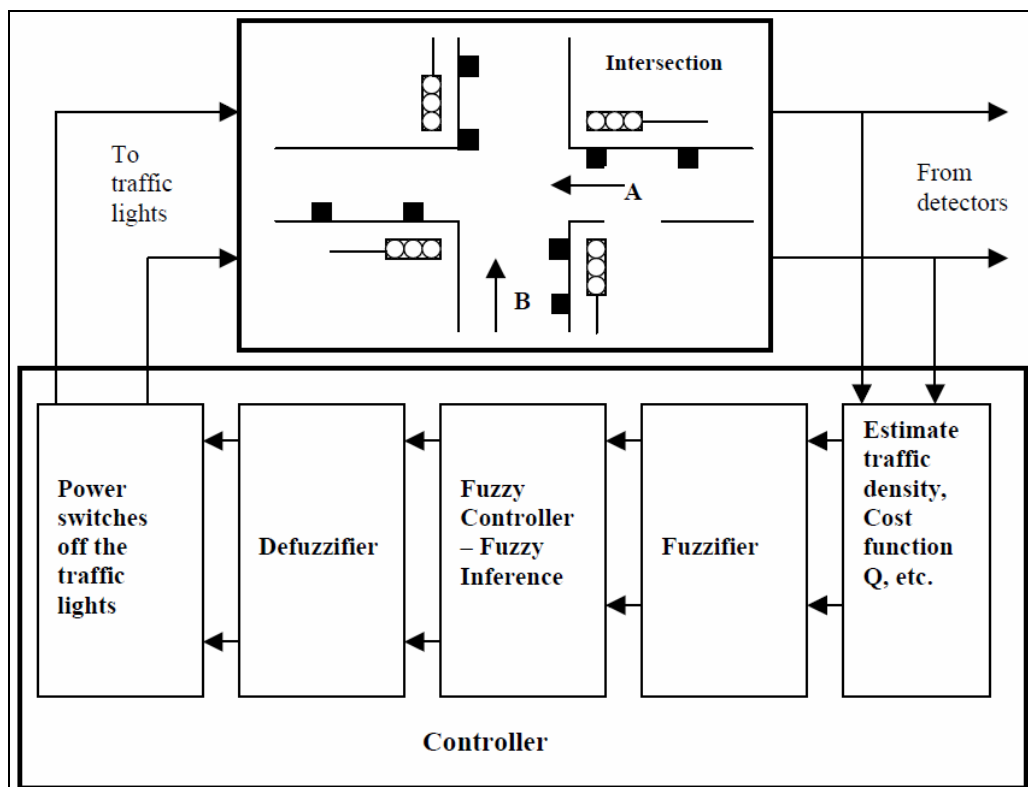 Intersection
To
traffic
lights
A
From
detectors
B
Power
switches
off the
traffic
lights
Defuzzifier
Fuzzy
Controller
– Fuzzy
Inference
Fuzzifier
Estimate
traffic
density,
Cost
function
Q, etc.
Controller